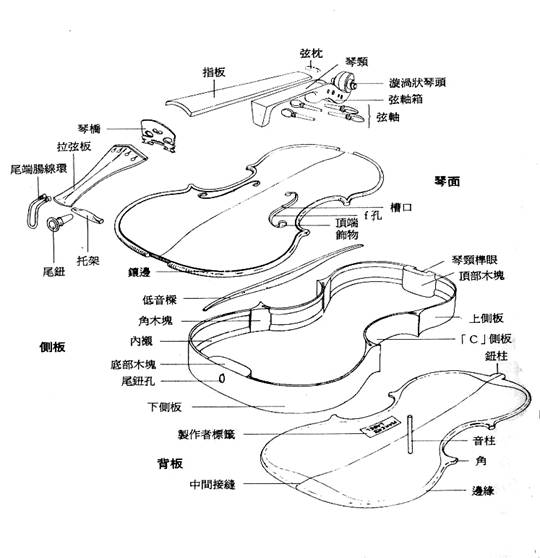 弦枕
琴頸
指板
漩渦狀琴頭
弦軸箱
弦軸
琴橋
拉弦板
尾端腸線環
琴面
槽口
f孔
頂端
飾物
尾鈕
托架
鑲邊
琴頸榫眼
頂部木塊
低音樑
角木塊
上側板
內襯
側板
「C」側板
鈕柱
底部木塊
尾鈕孔
下側板
製作者標籤
音柱
背板
角
中間接縫
邊緣